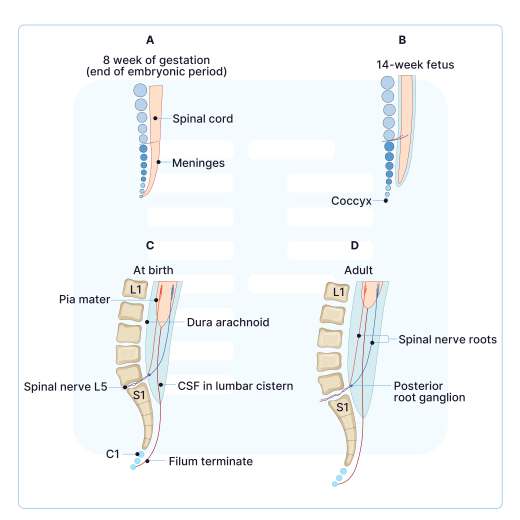 A
8 week of gestation
(end of embryonic period)
Spinal cord
Meninges
B
14-week fetus
Coccyx
C
At birth
L1
Pia mater
Dura arachnoid
Spinal nerve L5
S1
CSF in lumbar cistern
C1
Filum terminate
D
Adult
L1
Spinal nerve roots
Posterior
root ganglion
S1